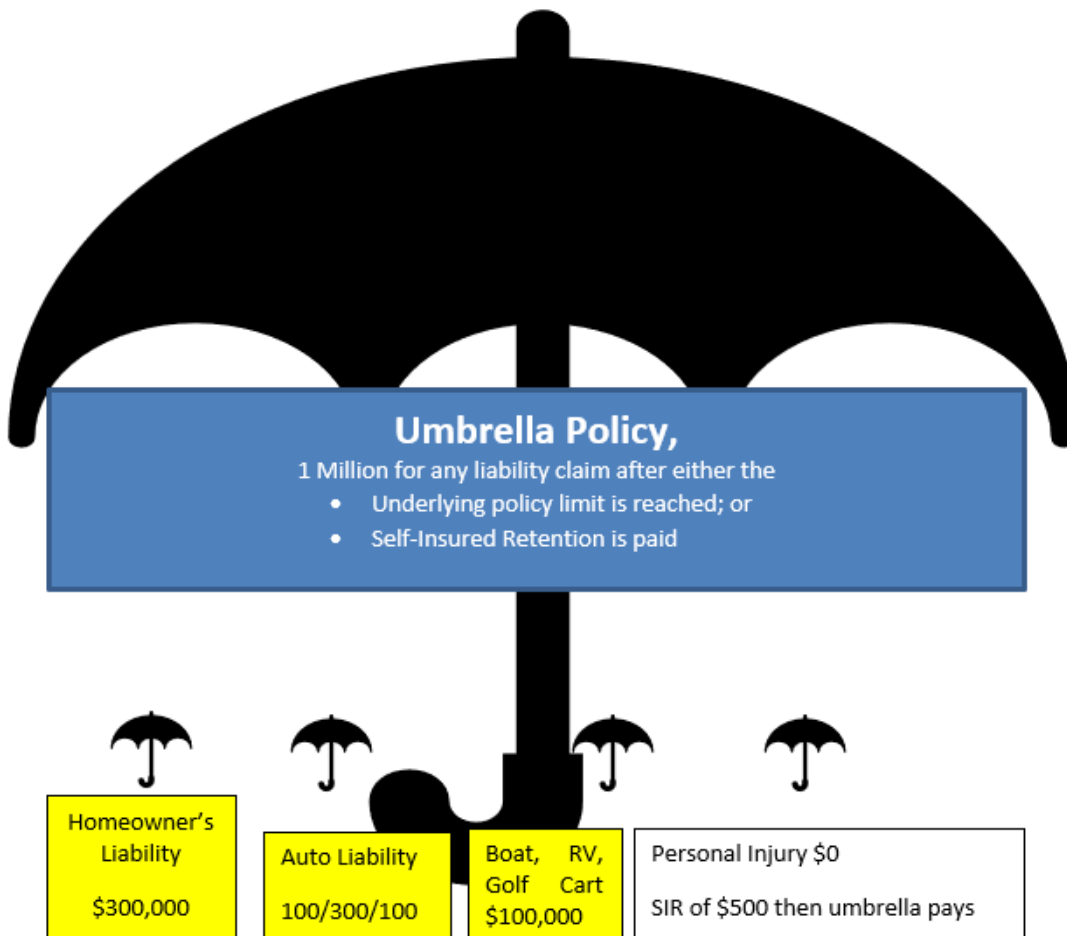 Umbrella Policy,
1 Million for any liability claim after either the
• Underlying policy limit is reached; or
• Self-Insured Retention is paid
Homeowner's
Liability
$300,000
Auto Liability
100/300/100
Boat, RV,
Golf Cart
$100,000
Personal Injury $0
SIR of $500 then umbrella pays